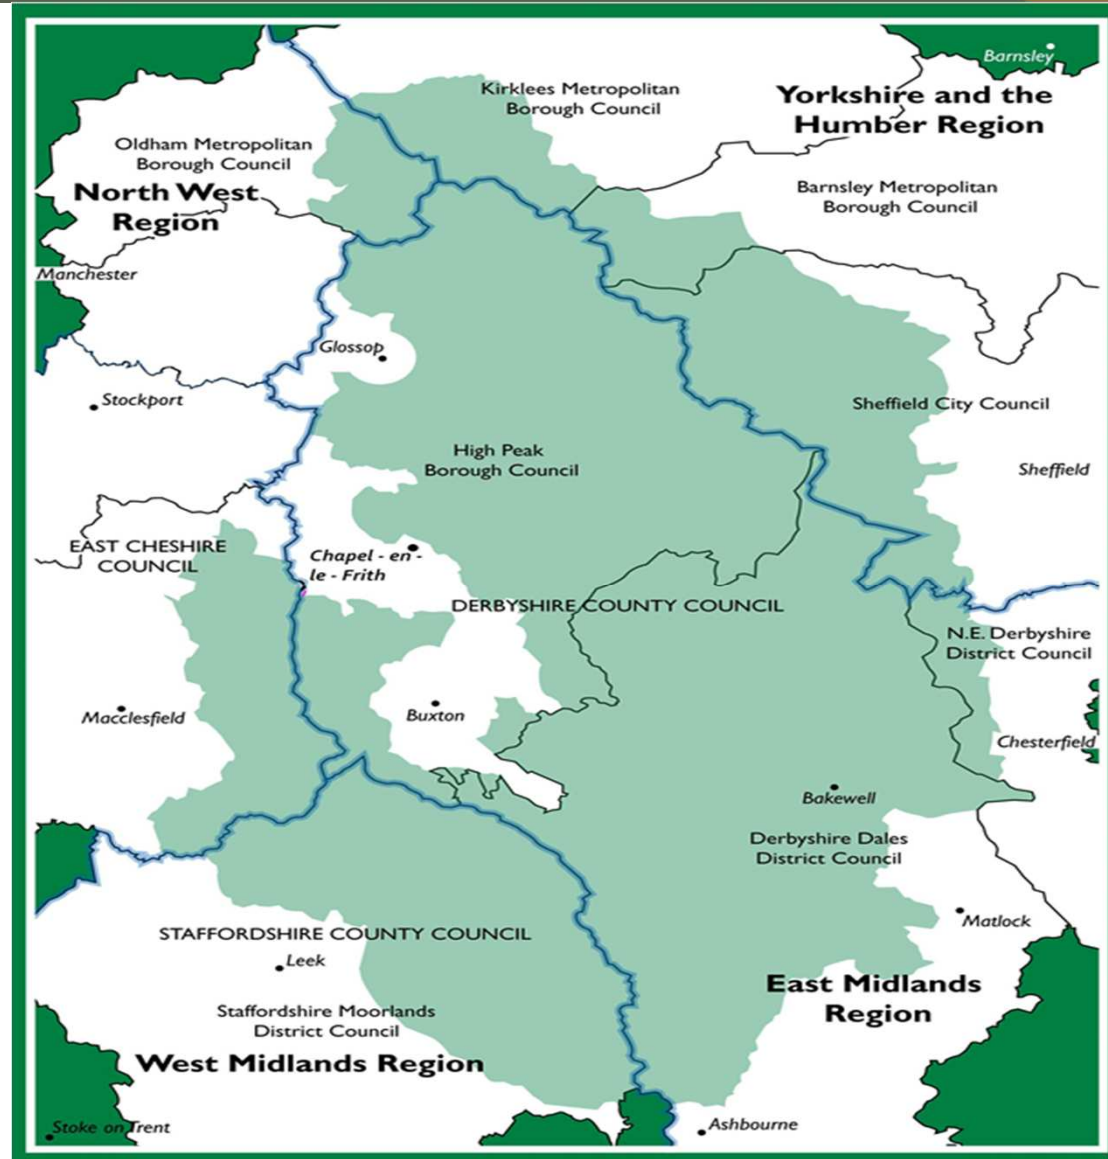 Barnsley
Kirklees Metropolitan
Borough Council
Yorkshire and the
Humber Region
Oldham Metropolitan
Borough Council
North West
Region
Barnsley Metropolitan
Borough Council
Manchester
Glossop
Stockport
Sheffield City Council
High Peak
Borough Council
Sheffield
EAST CHESHIRE
COUNCIL
Chapel - en -
le - Frith
DERBYSHIRE COUNTY COUNCIL
N.E. Derbyshire
District Council
Macclesfield
Buxton
Chesterfield
Bakewell
Derbyshire Dales
District Council
Matlock
STAFFORDSHIRE COUNTY COUNCIL
Leek
East Midlands
Region
Staffordshire Moorlands
District Council
West Midlands Region
Stoke on Trent
Ashbourne